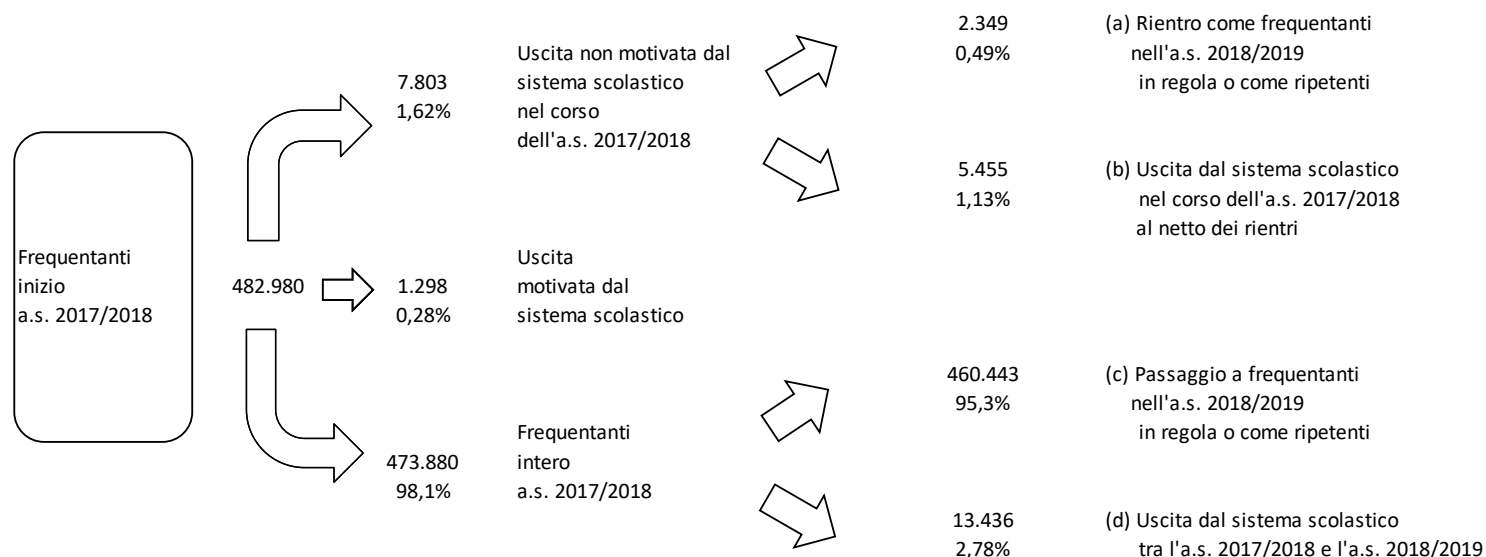 Frequentanti
inizio
a.s. 2017/2018
482.980
7.803
1,62%
Uscita non motivata dal
sistema scolastico
nel corso
dell'a.s. 2017/2018
2.349
0,49%
(a) Rientro come frequentanti
nell'a.s. 2018/2019
in regola o come ripetenti
5.455
1,13%
(b) Uscita dal sistema scolastico
nel corso dell'a.s. 2017/2018
al netto dei rientri
1.298
0,28%
Uscita
motivata dal
sistema scolastico
473.880
98,1%
Frequentanti
intero
a.s. 2017/2018
460.443
95,3%
(c) Passaggio a frequentanti
nell'a.s. 2018/2019
in regola o come ripetenti
13.436
2,78%
(d) Uscita dal sistema scolastico
tra l'a.s. 2017/2018 e l'a.s. 2018/2019